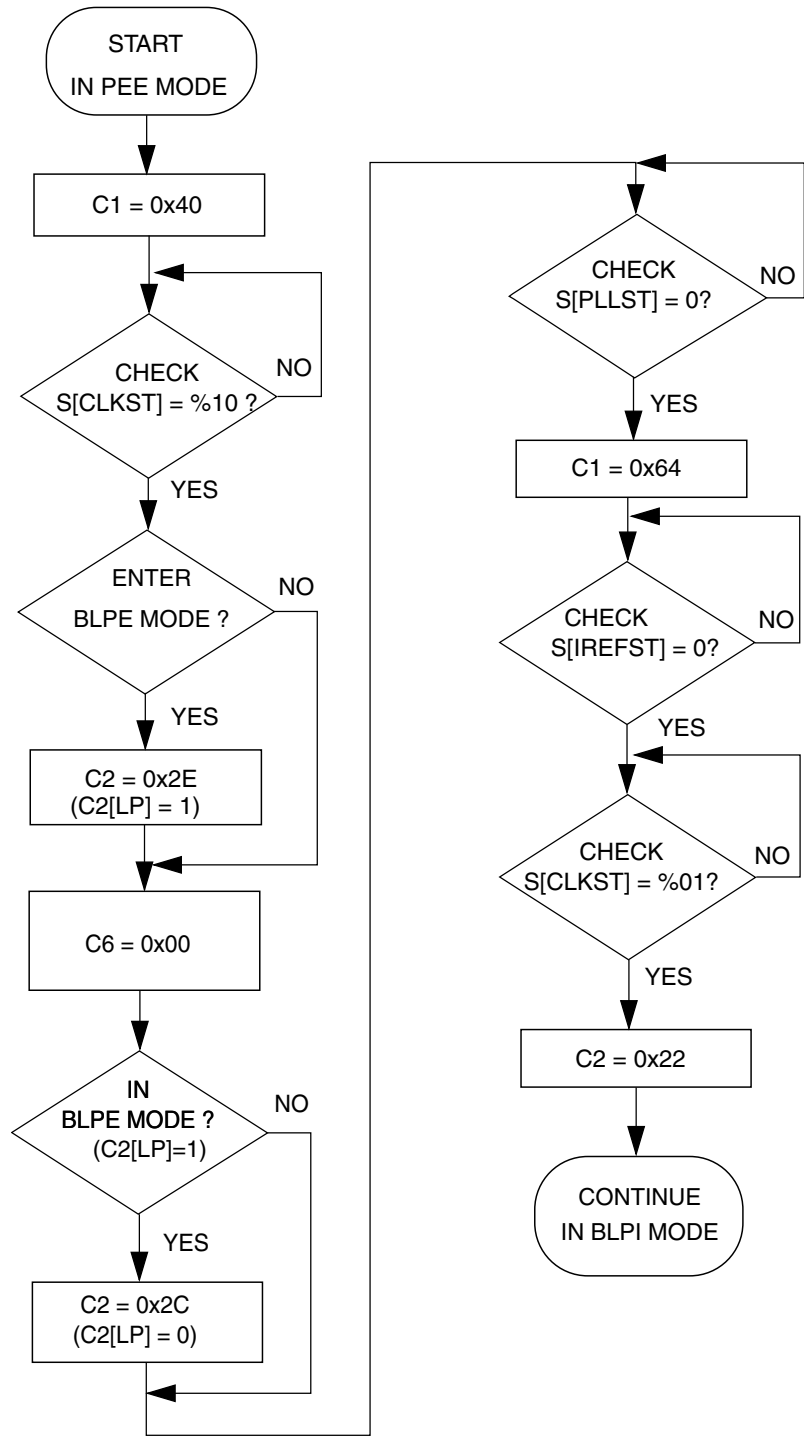 START
IN PEE MODE
C1 = 0x40
CHECK
S[CLKST] = %10 ?
NO
YES
ENTER
BLPE MODE ?
NO
YES
C2 = 0x2E
(C2[LP] = 1)
C6 = 0x00
IN
BLPE MODE ?
(C2[LP]=1)
NO
YES
C2 = 0x2C
(C2[LP] = 0)
CHECK
S[PLLST] = 0?
NO
YES
C1 = 0x64
CHECK
S[IREFST] = 0?
NO
YES
CHECK
S[CLKST] = %01?
NO
YES
C2 = 0x22
CONTINUE
IN BLPI MODE